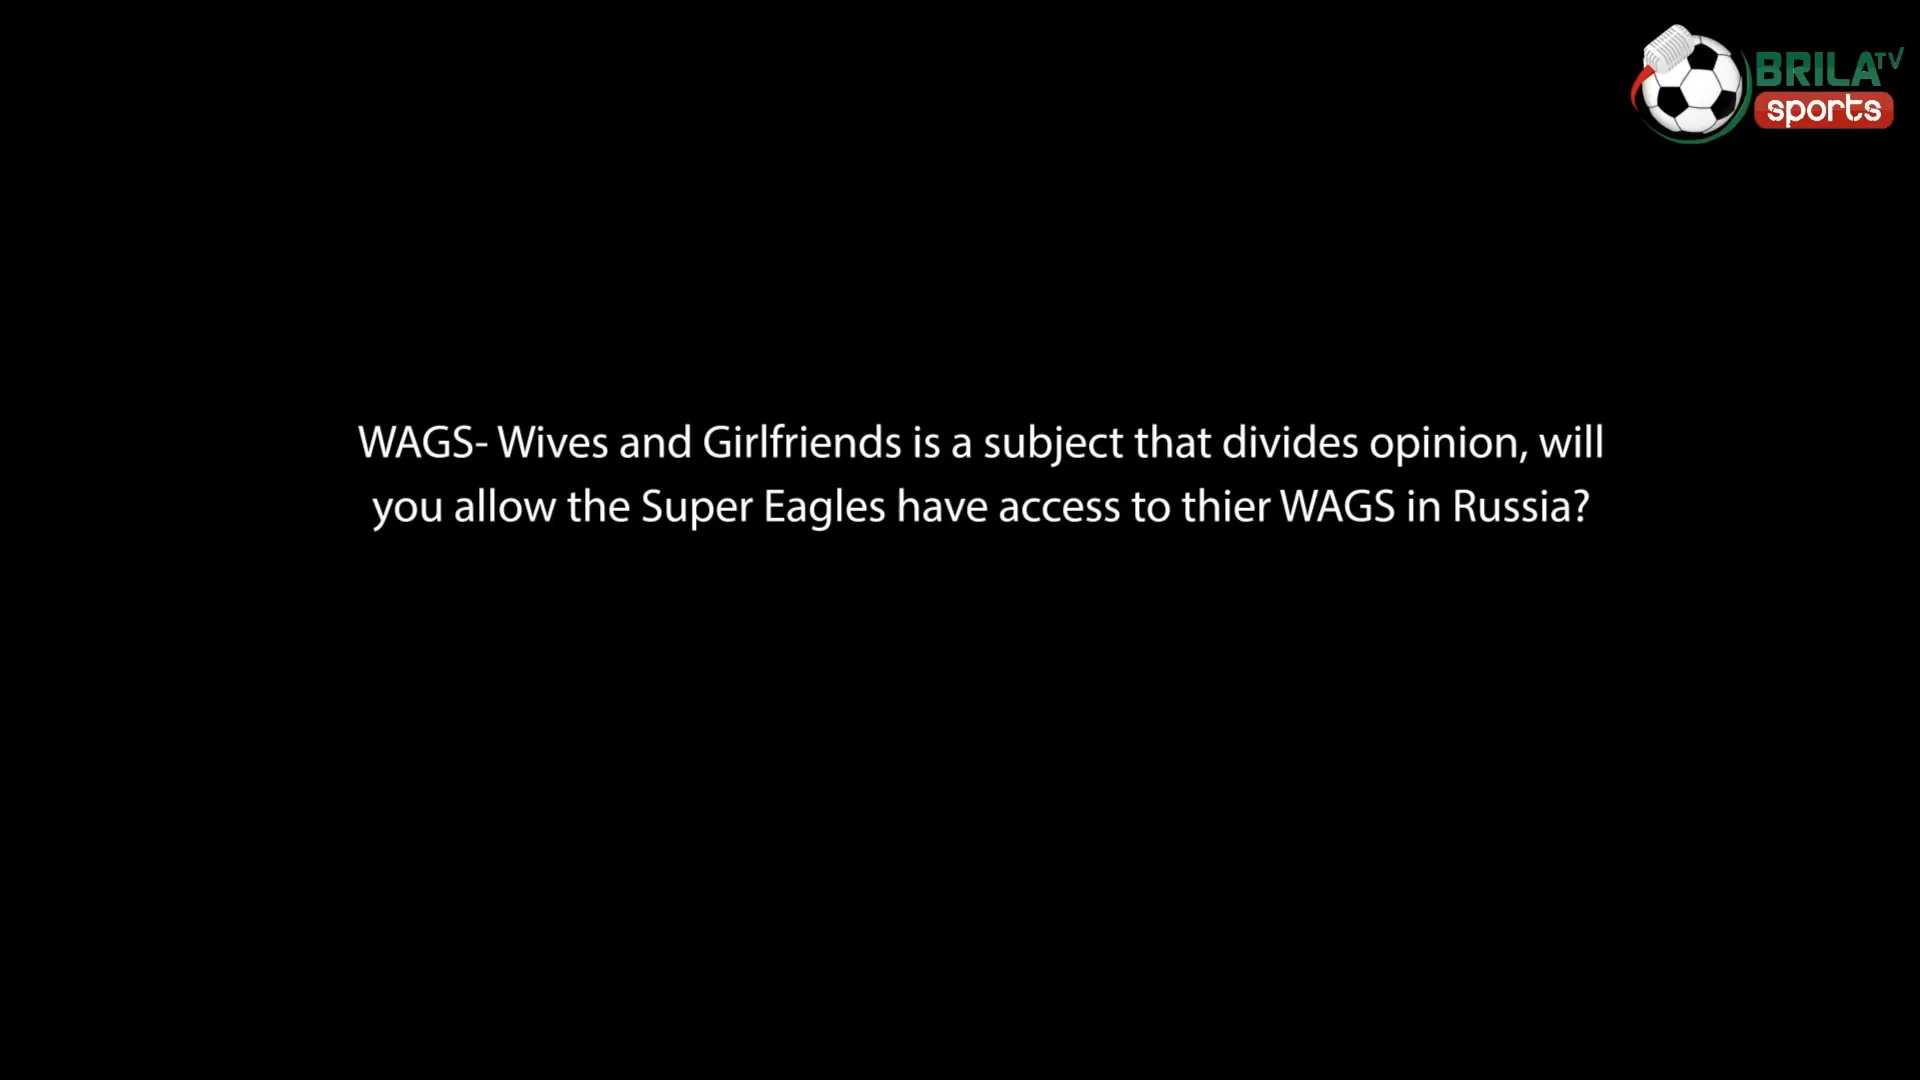 BRILA TV
sports
WAGS- Wives and Girlfriends is a subject that divides opinion, will
you allow the Super Eagles have access to thier WAGS in Russia?